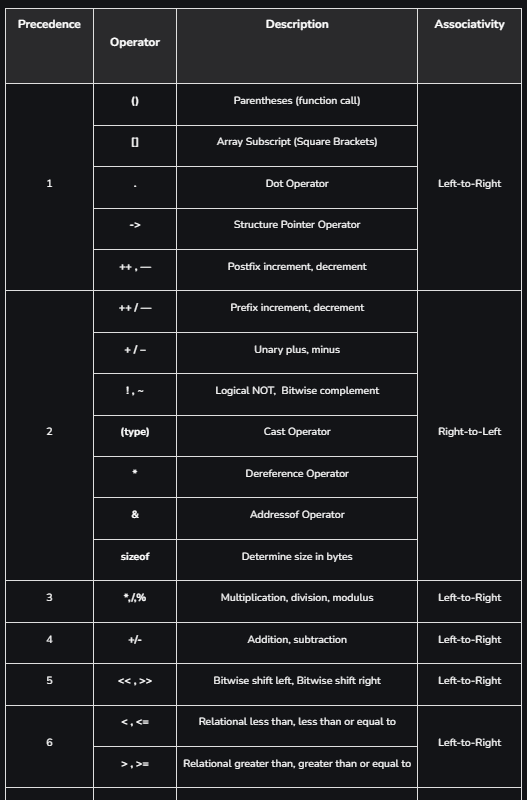 Precedence Operator Description Associativity
() Parentheses (function call)
[] Array Subscript (Square Brackets)
1 . Dot Operator Left-to-Right
-> Structure Pointer Operator
++ , — Postfix increment, decrement
++ / — Prefix increment, decrement
+ / – Unary plus, minus
! , ~ Logical NOT, Bitwise complement
2 (type) Cast Operator Right-to-Left
* Dereference Operator
& Addressof Operator
sizeof Determine size in bytes
3 *,/,% Multiplication, division, modulus Left-to-Right
4 +/- Addition, subtraction Left-to-Right
5 << , >> Bitwise shift left, Bitwise shift right Left-to-Right
< , <= Relational less than, less than or equal to
6 Left-to-Right
> , >= Relational greater than, greater than or equal to